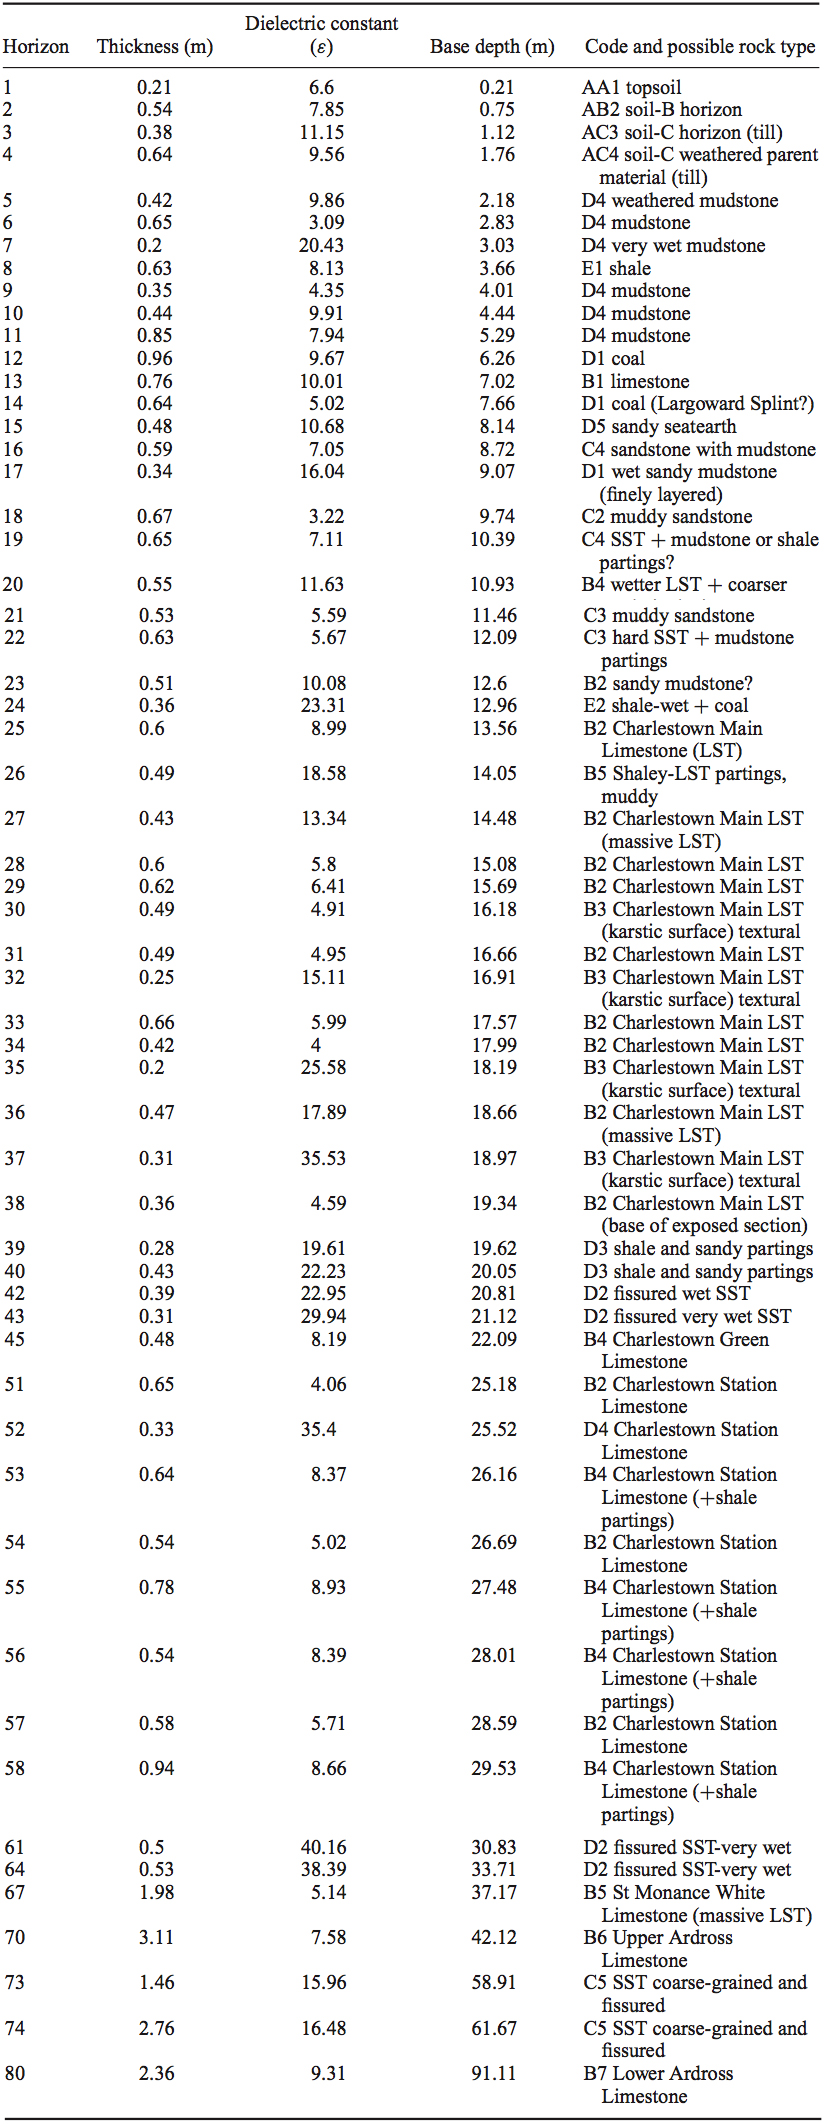 Dielectric constant
Horizon Thickness (m) (ε) Base depth (m) Code and possible rock type
1 0.21 6.6 0.21 AA1 topsoil
2 0.54 7.85 0.75 AB2 soil-B horizon
3 0.38 11.15 1.12 AC3 soil-C horizon (till)
4 0.64 9.56 1.76 AC4 soil-C weathered parent
material (till)
5 0.42 9.86 2.18 D4 weathered mudstone
6 0.65 3.09 2.83 D4 mudstone
7 0.2 20.43 3.03 D4 very wet mudstone
8 0.63 8.13 3.66 E1 shale
9 0.35 4.35 4.01 D4 mudstone
10 0.44 9.91 4.44 D4 mudstone
11 0.85 7.94 5.29 D4 mudstone
12 0.96 9.67 6.26 D1 coal
13 0.76 10.01 7.02 B1 limestone
14 0.64 5.02 7.66 D1 coal (Largoward Splint?)
15 0.48 10.68 8.14 D5 sandy seatearth
16 0.59 7.05 8.72 C4 sandstone with mudstone
17 0.34 16.04 9.07 D1 wet sandy mudstone
(finely layered)
18 0.67 3.22 9.74 C2 muddy sandstone
19 0.65 7.11 10.39 C4 SST + mudstone or shale
partings?
20 0.55 11.63 10.93 B4 wetter LST + coarser
21 0.53 5.59 11.46 C3 muddy sandstone
22 0.63 5.67 12.09 C3 hard SST + mudstone
partings
23 0.51 10.08 12.6 B2 sandy mudstone?
24 0.36 23.31 12.96 E2 shale-wet + coal
25 0.6 8.99 13.56 B2 Charlestown Main
Limestone (LST)
26 0.49 18.58 14.05 B5 Shaley-LST partings,
muddy
27 0.43 13.34 14.48 B2 Charlestown Main LST
(massive LST)
28 0.6 5.8 15.08 B2 Charlestown Main LST
29 0.62 6.41 15.69 B2 Charlestown Main LST
30 0.49 4.91 16.18 B3 Charlestown Main LST
(karstic surface) textural
31 0.49 4.95 16.66 B2 Charlestown Main LST
32 0.25 15.11 16.91 B3 Charlestown Main LST
(karstic surface) textural
33 0.66 5.99 17.57 B2 Charlestown Main LST
34 0.42 4 17.99 B2 Charlestown Main LST
35 0.2 25.58 18.19 B3 Charlestown Main LST
(karstic surface) textural
36 0.47 17.89 18.66 B2 Charlestown Main LST
(massive LST)
37 0.31 35.53 18.97 B3 Charlestown Main LST
(karstic surface) textural
38 0.36 4.59 19.34 B2 Charlestown Main LST
(base of exposed section)
39 0.28 19.61 19.62 D3 shale and sandy partings
40 0.43 22.23 20.05 D3 shale and sandy partings
42 0.39 22.95 20.81 D2 fissured wet SST
43 0.31 29.94 21.12 D2 fissured very wet SST
45 0.48 8.19 22.09 B4 Charlestown Green
Limestone
51 0.65 4.06 25.18 B2 Charlestown Station
Limestone
52 0.33 35.4 25.52 D4 Charlestown Station
Limestone
53 0.64 8.37 26.16 B4 Charlestown Station
Limestone (+shale
partings)
54 0.54 5.02 26.69 B2 Charlestown Station
Limestone
55 0.78 8.93 27.48 B4 Charlestown Station
Limestone (+shale
partings)
56 0.54 8.39 28.01 B4 Charlestown Station
Limestone (+shale
partings)
57 0.58 5.71 28.59 B2 Charlestown Station
Limestone
58 0.94 8.66 29.53 B4 Charlestown Station
Limestone (+shale
partings)
61 0.5 40.16 30.83 D2 fissured SST-very wet
64 0.53 38.39 33.71 D2 fissured SST-very wet
67 1.98 5.14 37.17 B5 St Monance White
Limestone (massive LST)
70 3.11 7.58 42.12 B6 Upper Ardross
Limestone
73 1.46 15.96 58.91 C5 SST coarse-grained and
fissured
74 2.76 16.48 61.67 C5 SST coarse-grained and
fissured
80 2.36 9.31 91.11 B7 Lower Ardross
Limestone